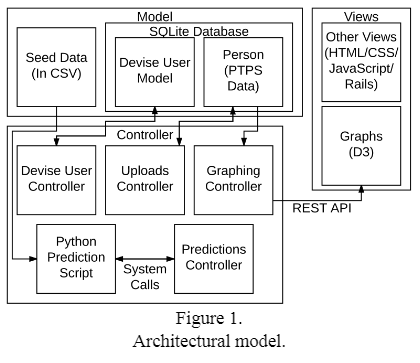 Model
SQLite Database
Seed Data
(In CSV)
Devise User
Model
Person
(PTPS
Data)
Views
Other Views
(HTML/CSS/
JavaScript/
Rails)
Graphs
(D3)
Controller
Devise User
Controller
Uploads
Controller
Graphing
Controller
REST API
Python
Prediction
Script
System
Calls
Predictions
Controller
Figure 1.
Architectural model.